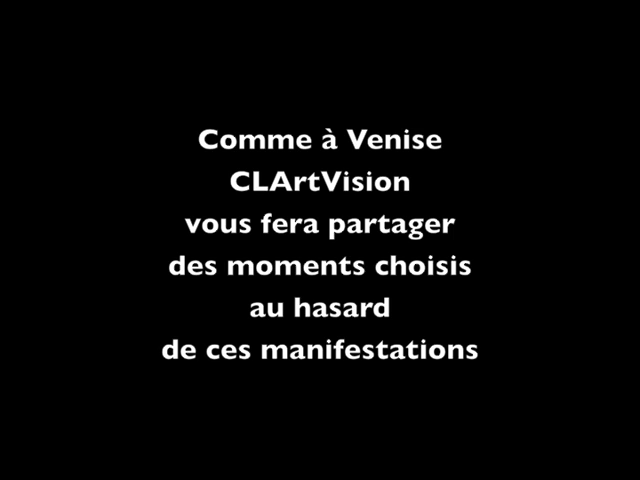 Comme à Venise
CLArtVision
vous fera partager
des moments choisis
au hasard
de ces manifestations